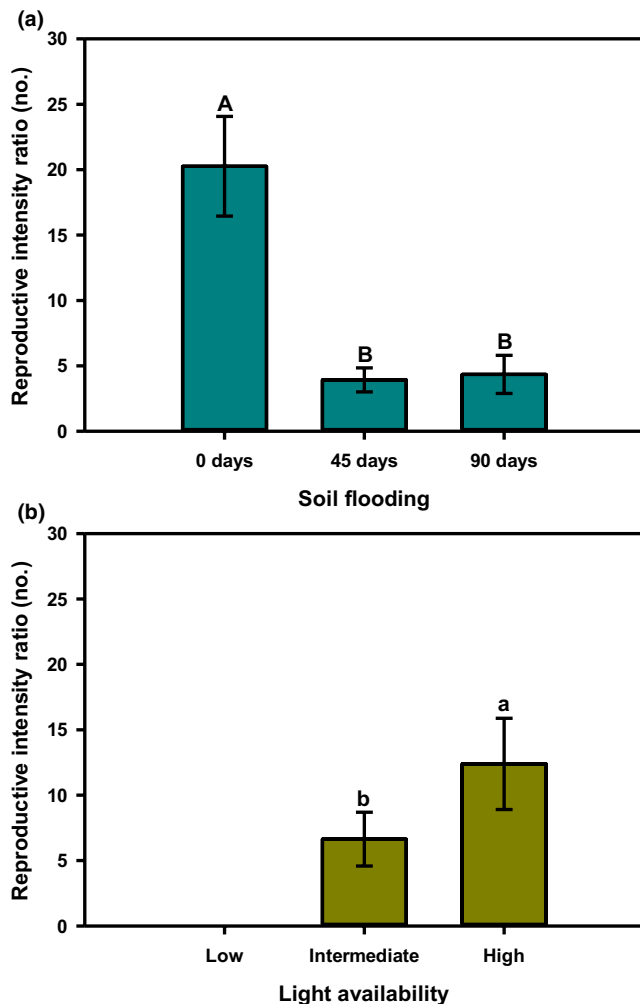 (a)
Reproductive intensity ratio (no.)
30
25
20
15
10
5
0
A
B
B
0 days
45 days
90 days
Soil flooding
(b)
Reproductive intensity ratio (no.)
30
25
20
15
10
5
0
b
a
Low
Intermediate
High
Light availability